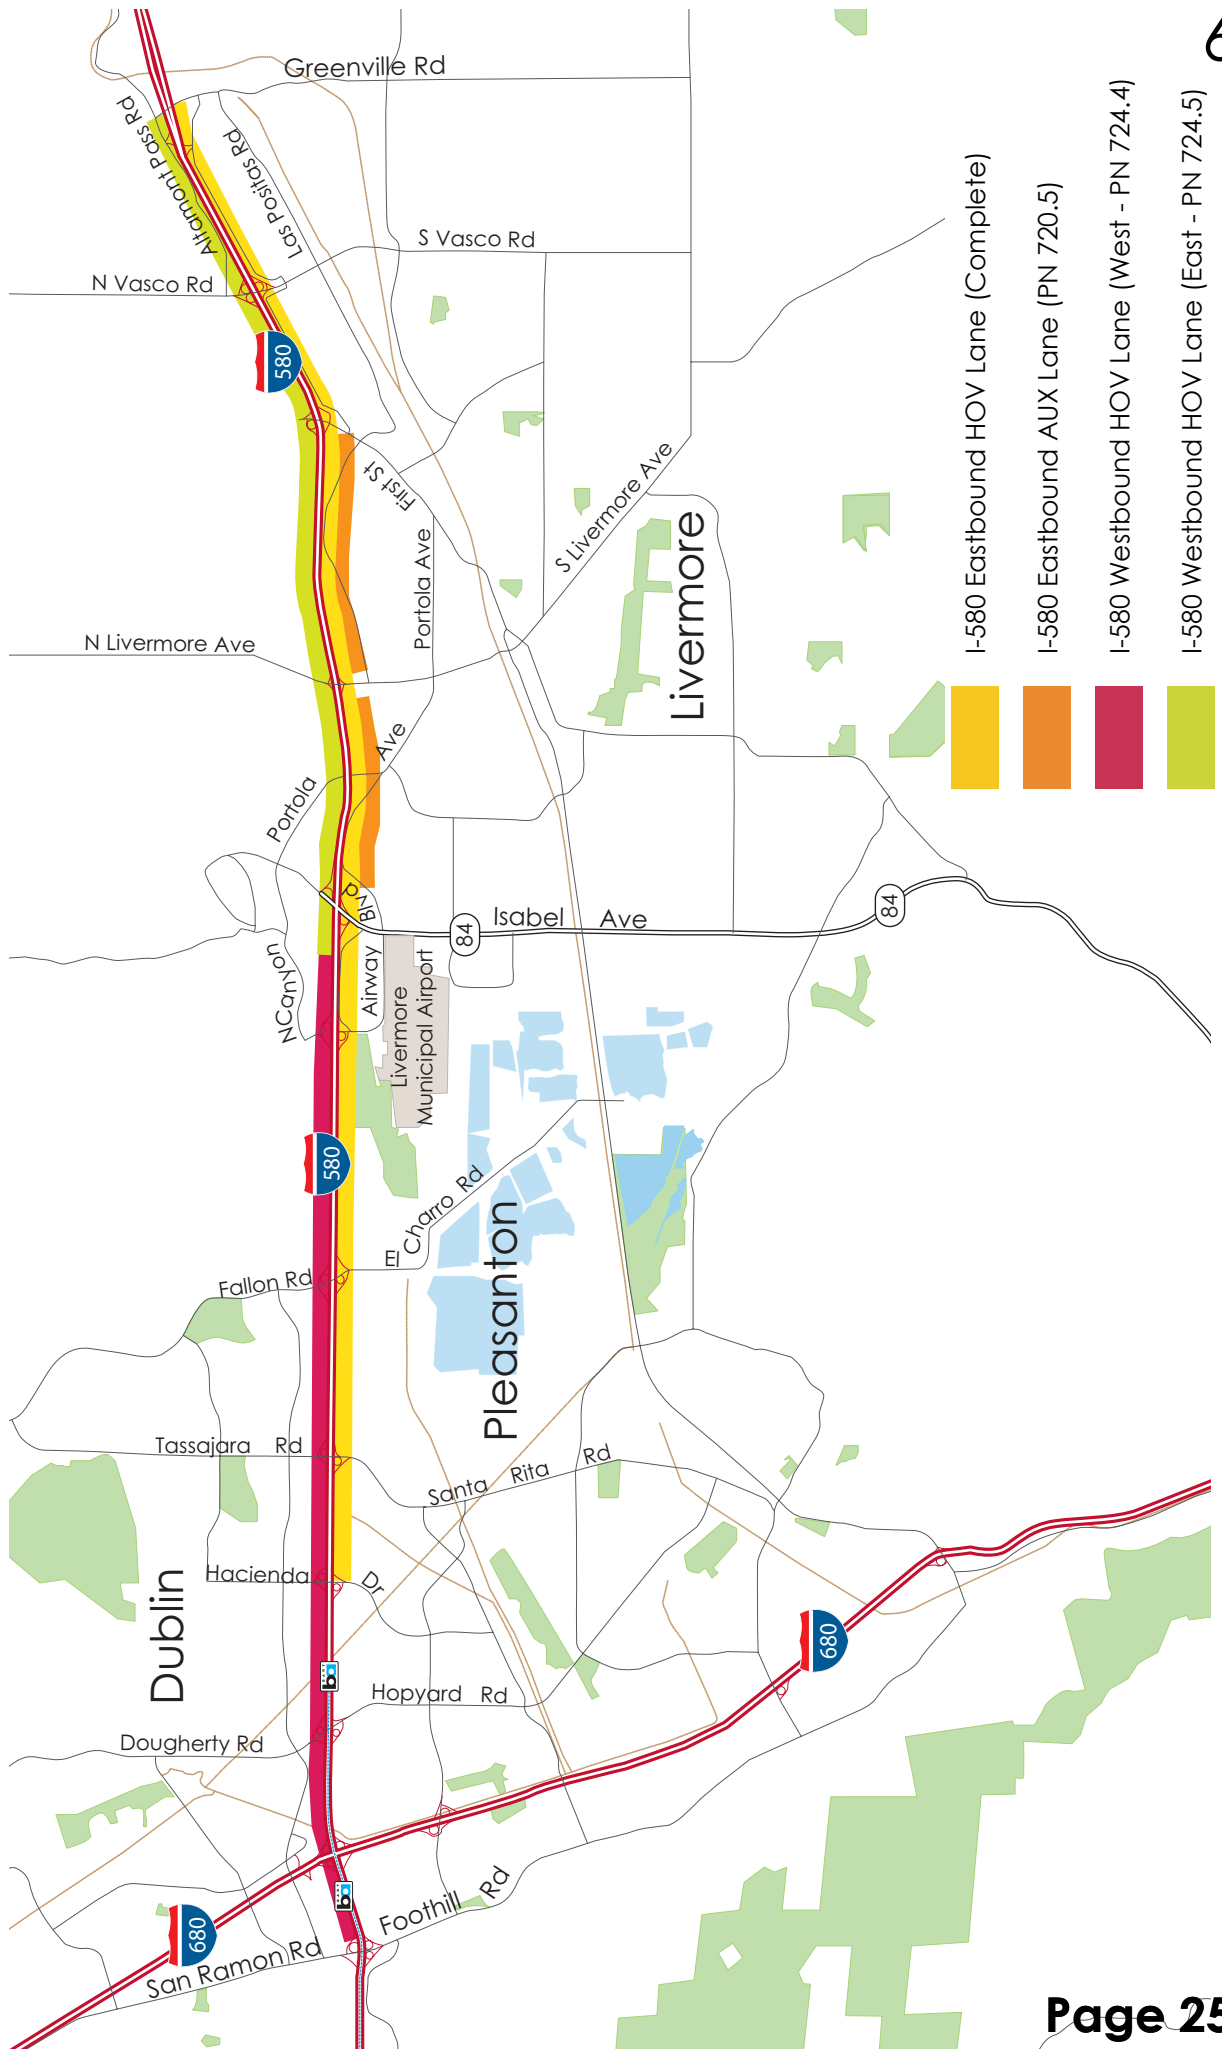 Greenville Rd
Altamont Pass Rd
Las Positas Rd
S Vasco Rd
N Vasco Rd
580
First St
Portola Ave
S Livermore Ave
Livermore
N Livermore Ave
Portola
Ave
I-580 Eastbound HOV Lane (Complete)
I-580 Eastbound AUX Lane (PN 720.5)
I-580 Westbound HOV Lane (West - PN 724.4)
I-580 Westbound HOV Lane (East - PN 724.5)
84
Isabel Ave
84
Airway
Blvd
N Canyon
Livermore
Municipal Airport
580
El Charro Rd
Fallon Rd
Pleasanton
Tassajara Rd
Santa Rita Rd
Hacienda Dr
Dublin
680
Hopyard Rd
Dougherty Rd
Foothill Rd
680
San Ramon Rd
Page 25